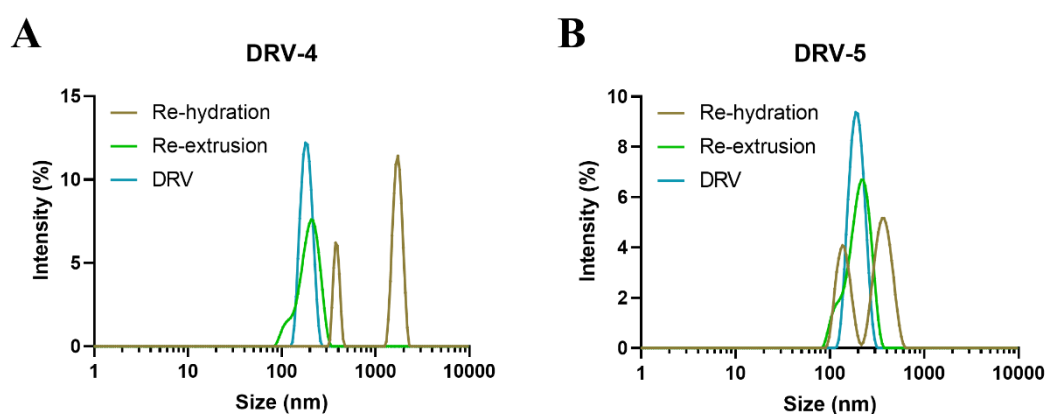 A
DRV-4
Re-hydration
Re-extrusion
DRV
Intensity (%)
15
10
5
0
1
10
100
1000
10000
Size (nm)
B
DRV-5
Re-hydration
Re-extrusion
DRV
Intensity (%)
10
8
6
4
2
0
1
10
100
1000
10000
Size (nm)